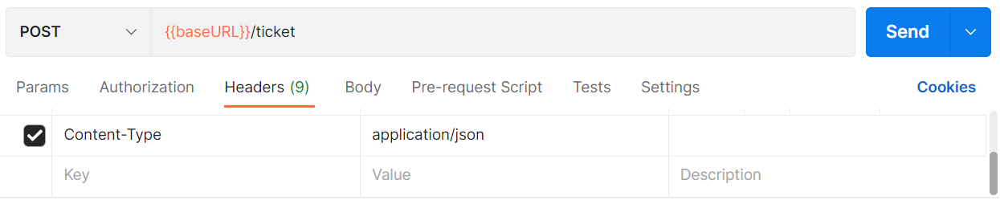 POST {{baseURL}}/ticket Send
Params Authorization Headers (9) Body Pre-request Script Tests Settings Cookies
Content-Type application/json
Key Value Description